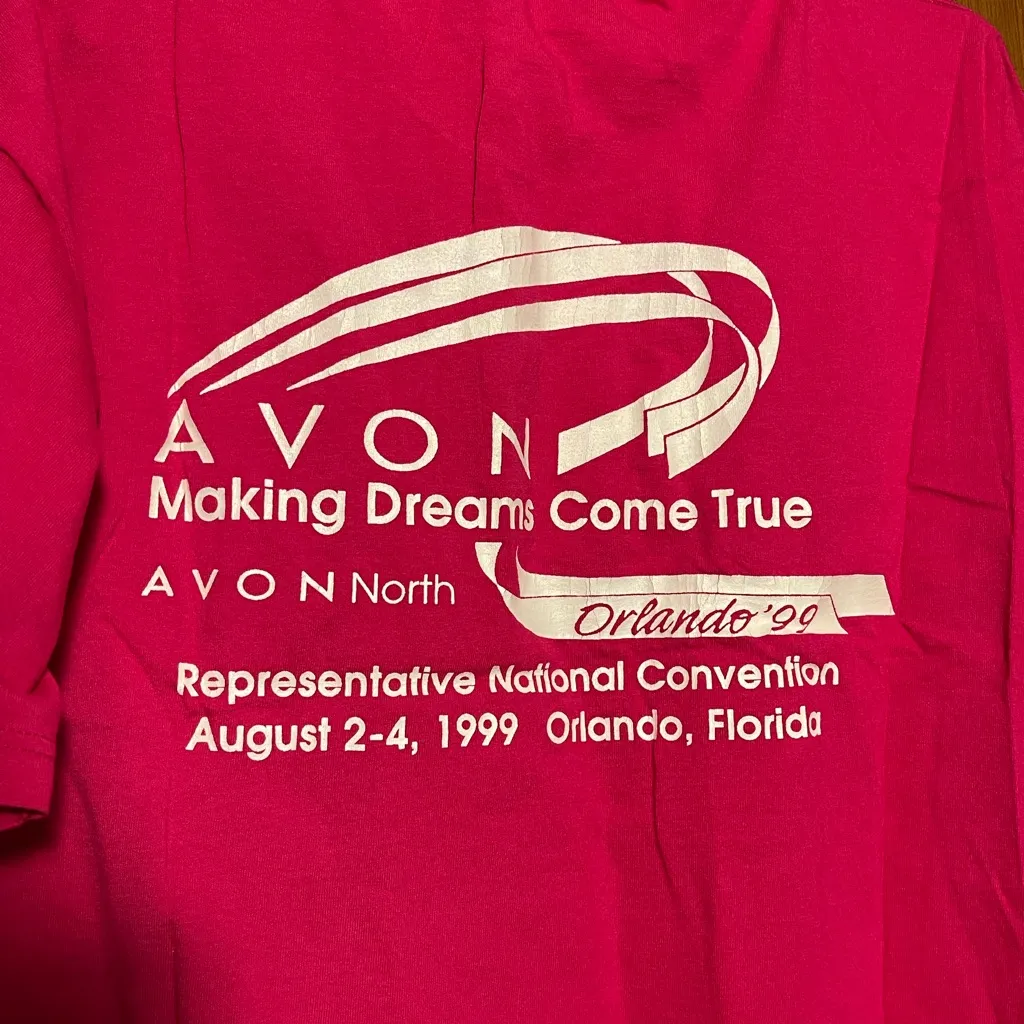 AVON
Making Dreams Come True
AVON North
Orlando '99
Representative National Convention
August 2-4, 1999 Orlando, Florida